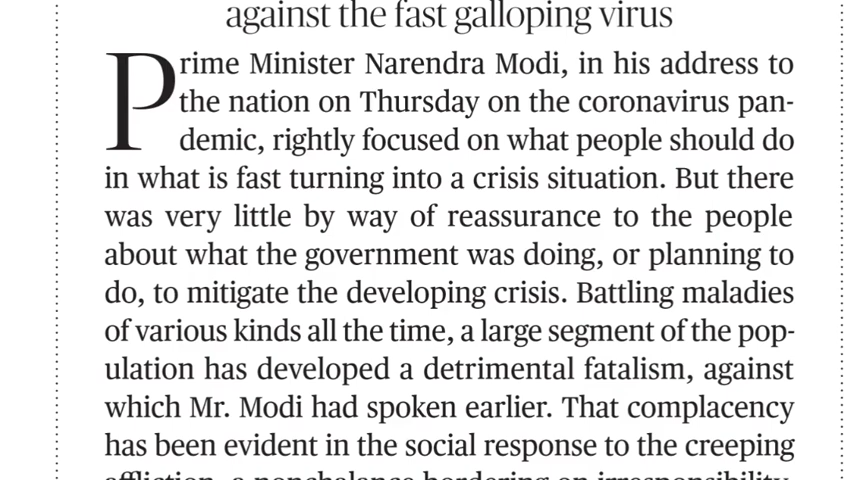 against the fast galloping virus
Prime Minister Narendra Modi, in his address to
the nation on Thursday on the coronavirus pan-
demic, rightly focused on what people should do
in what is fast turning into a crisis situation. But there
was very little by way of reassurance to the people
about what the government was doing, or planning to
do, to mitigate the developing crisis. Battling maladies
of various kinds all the time, a large segment of the pop-
ulation has developed a detrimental fatalism, against
which Mr. Modi had spoken earlier. That complacency
has been evident in the social response to the creeping
affliction, a nonchalance bordering on irresponsibility.